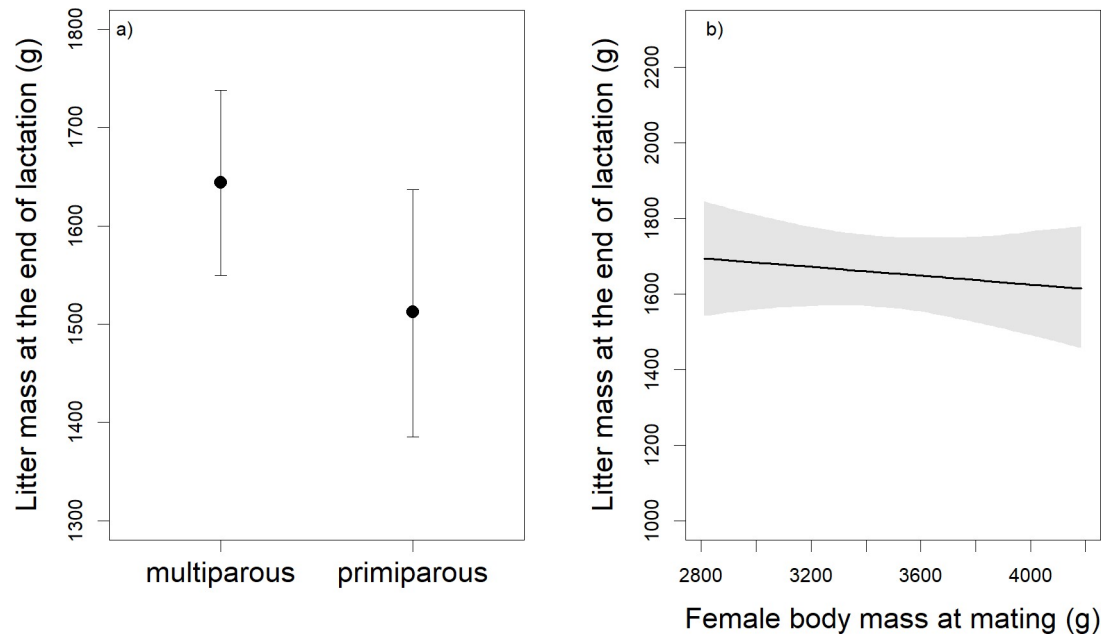 a)
Litter mass at the end of lactation (g)
1800
1700
1600
1500
1400
1300
multiparous primiparous
b)
Litter mass at the end of lactation (g)
2200
2000
1800
1600
1400
1200
1000
2800 3200 3600 4000
Female body mass at mating (g)